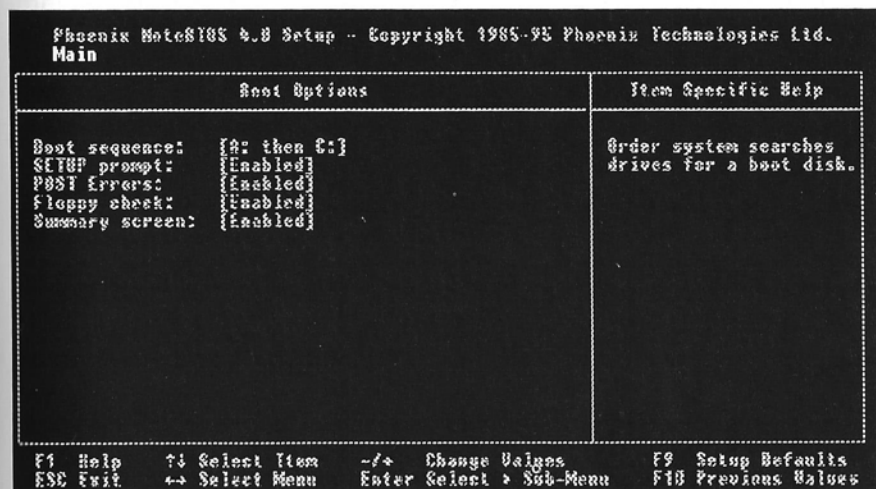 Phoenix NoteBIOS 4.0 Setup - Copyright 1985-95 Phoenix Technologies Ltd.
Main
Boot Options
Item Specific Help
Boot sequence: [A: then C:]
SETUP prompt: [Enabled]
POST Errors: [Enabled]
Floppy check: [Enabled]
Summary screen: [Enabled]
Order system searches
drives for a boot disk.
F1 Help ↑↓ Select Item -/+ Change Values F9 Setup Defaults
ESC Exit ↔ Select Menu Enter Select › Sub-Menu F10 Previous Values